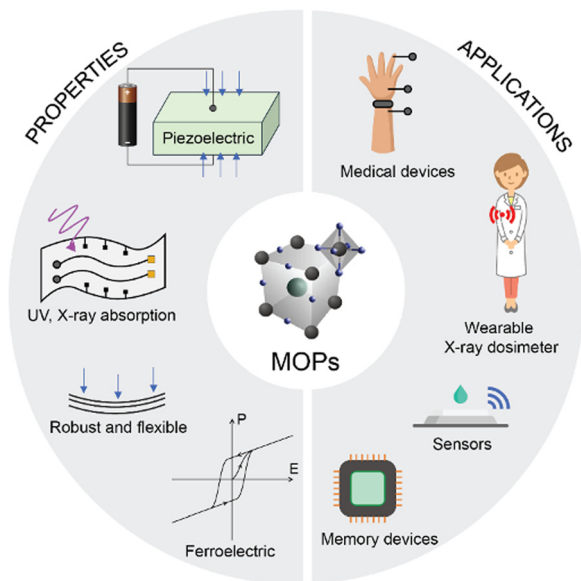 PROPERTIES
Piezoelectric
UV, X-ray absorption
Robust and flexible
P
E
Ferroelectric
MOPs
APPLICATIONS
Medical devices
Wearable
X-ray dosimeter
Sensors
Memory devices